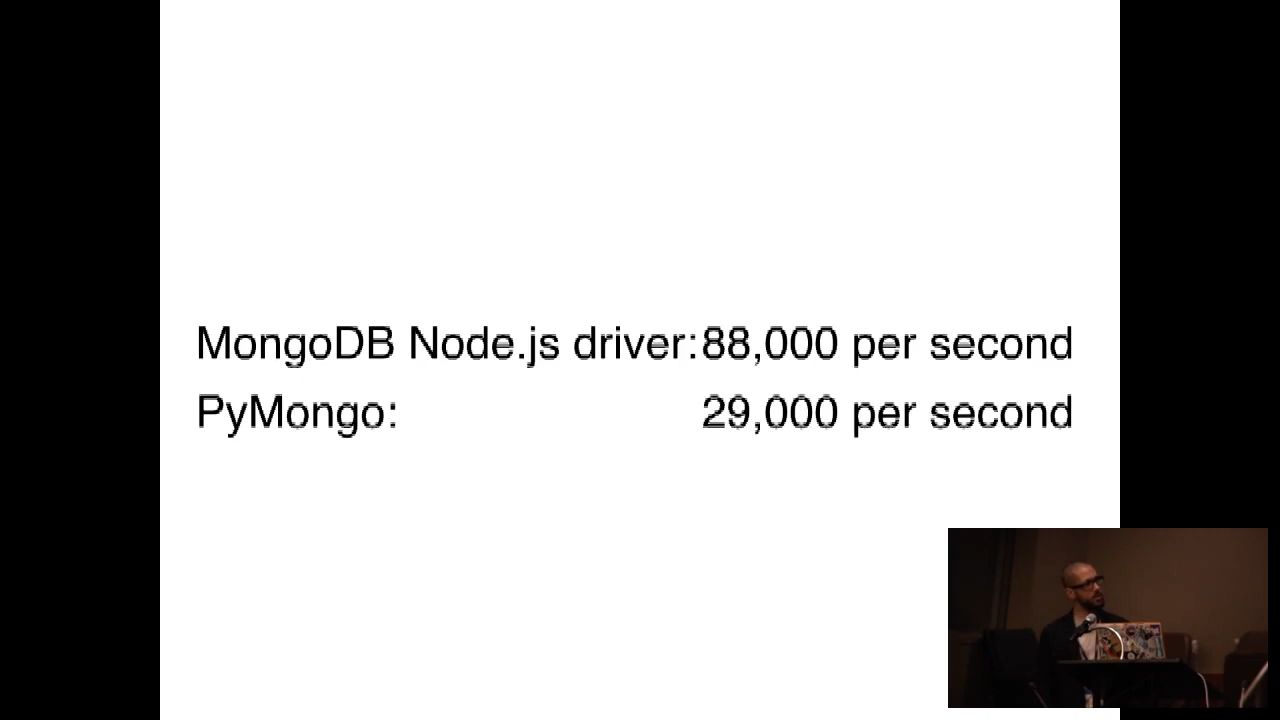 MongoDB Node.js driver: 88,000 per second
PyMongo: 29,000 per second